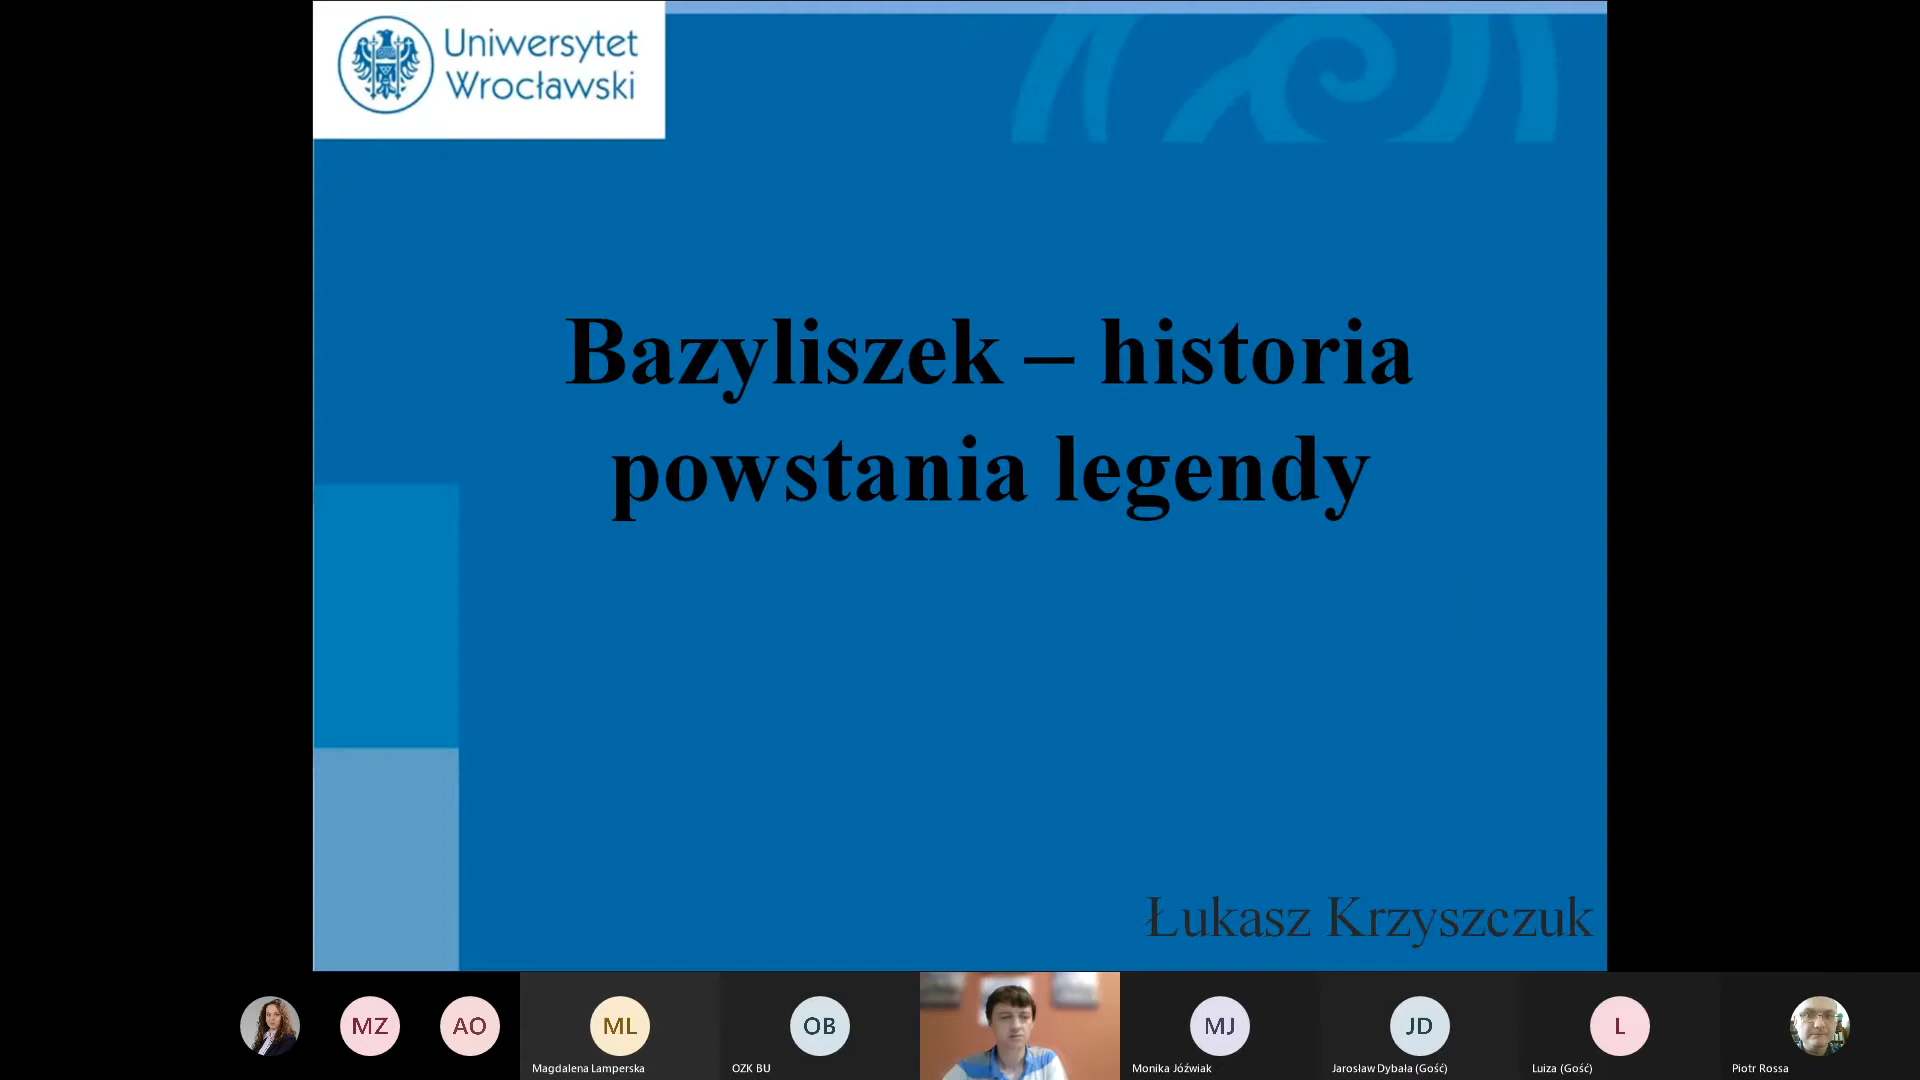 Uniwersytet
Wrocławski
Bazyliszek – historia
powstania legendy
Łukasz Krzyszczuk
MZ
AO
ML
OB
MJ
JD
L
Magdalena Lamperska
OZK BU
Monika Jóźwiak
Jarosław Dybała (Gość)
Luiza (Gość)
Piotr Rossa